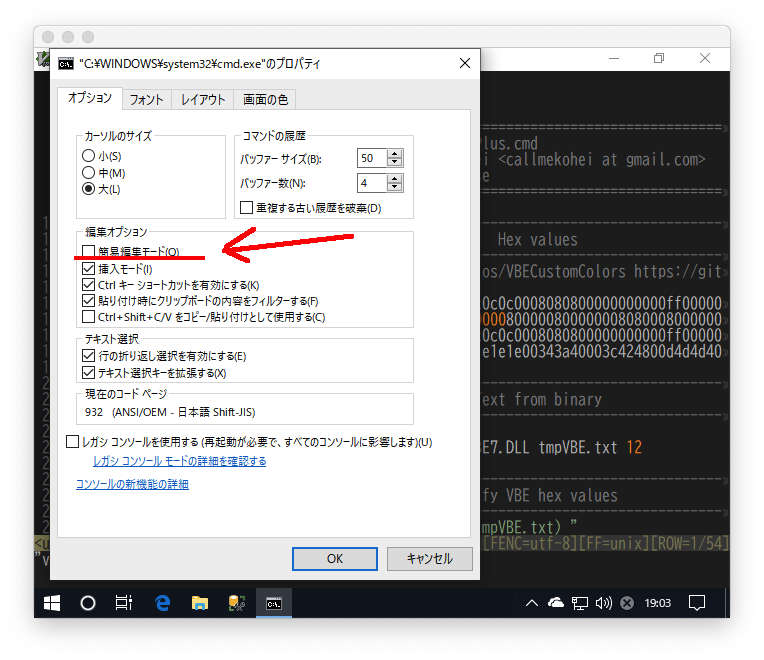 "C:¥WINDOWS¥system32¥cmd.exe"のプロパティ
オプション フォント レイアウト 画面の色
カーソルのサイズ
小(S)
中(M)
大(L)
コマンドの履歴
バッファー サイズ(B): 50
バッファー数(N): 4
重複する古い履歴を破棄(D)
編集オプション
簡易編集モード(Q)
挿入モード(I)
Ctrl キー ショートカットを有効にする(K)
貼り付け時にクリップボードの内容をフィルターする(F)
Ctrl+Shift+C/V をコピー/貼り付けとして使用する(C)
テキスト選択
行の折り返し選択を有効にする(E)
テキスト選択キーを拡張する(X)
現在のコード ページ
932 (ANSI/OEM - 日本語 Shift-JIS)
レガシ コンソールを使用する (再起動が必要で、すべてのコンソールに影響します)(U)
レガシ コンソール モードの詳細を確認する
コンソールの新機能の詳細
OK キャンセル
lus.cmd
i <callmekohei at gmail.com>
e
Hex values
os/VBECustomColors https://git
0c0c0008080800000000000ff00000
0000800008000000080808008000000
0c0c0008080800000000000ff00000
e1e1e00343a40003c424800d4d4d40
ext from binary
E7.DLL tmpVBE.txt 12
fy VBE hex values
mpVBE.txt) "
[FENC=utf-8][FF=unix][ROW=1/54]
"v
19:03